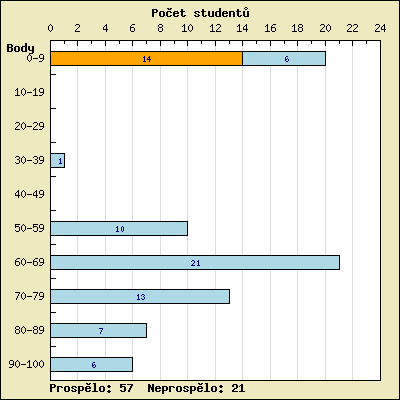 Počet studentů
0 2 4 6 8 10 12 14 16 18 20 22 24
Body
0-9 14 6
10-19
20-29
30-39 1
40-49
50-59 10
60-69 21
70-79 13
80-89 7
90-100 6
Prospělo: 57 Neprospělo: 21